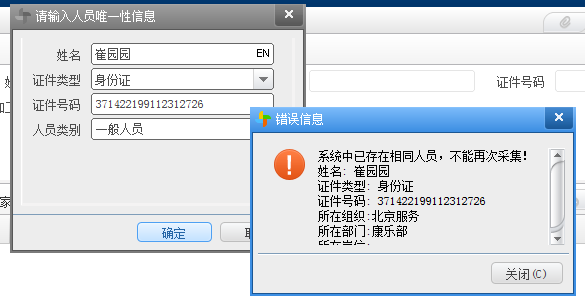 请输入人员唯一性信息
姓名 崔园园 EN
证件类型 身份证
证件号码 371422199112312726
人员类别 一般人员
确定
证件号码
错误信息
系统中已存在相同人员，不能再次采集！
姓名: 崔园园
证件类型: 身份证
证件号码: 371422199112312726
所在组织:北京服务
所在部门:康乐部
所在岗位:
关闭(C)